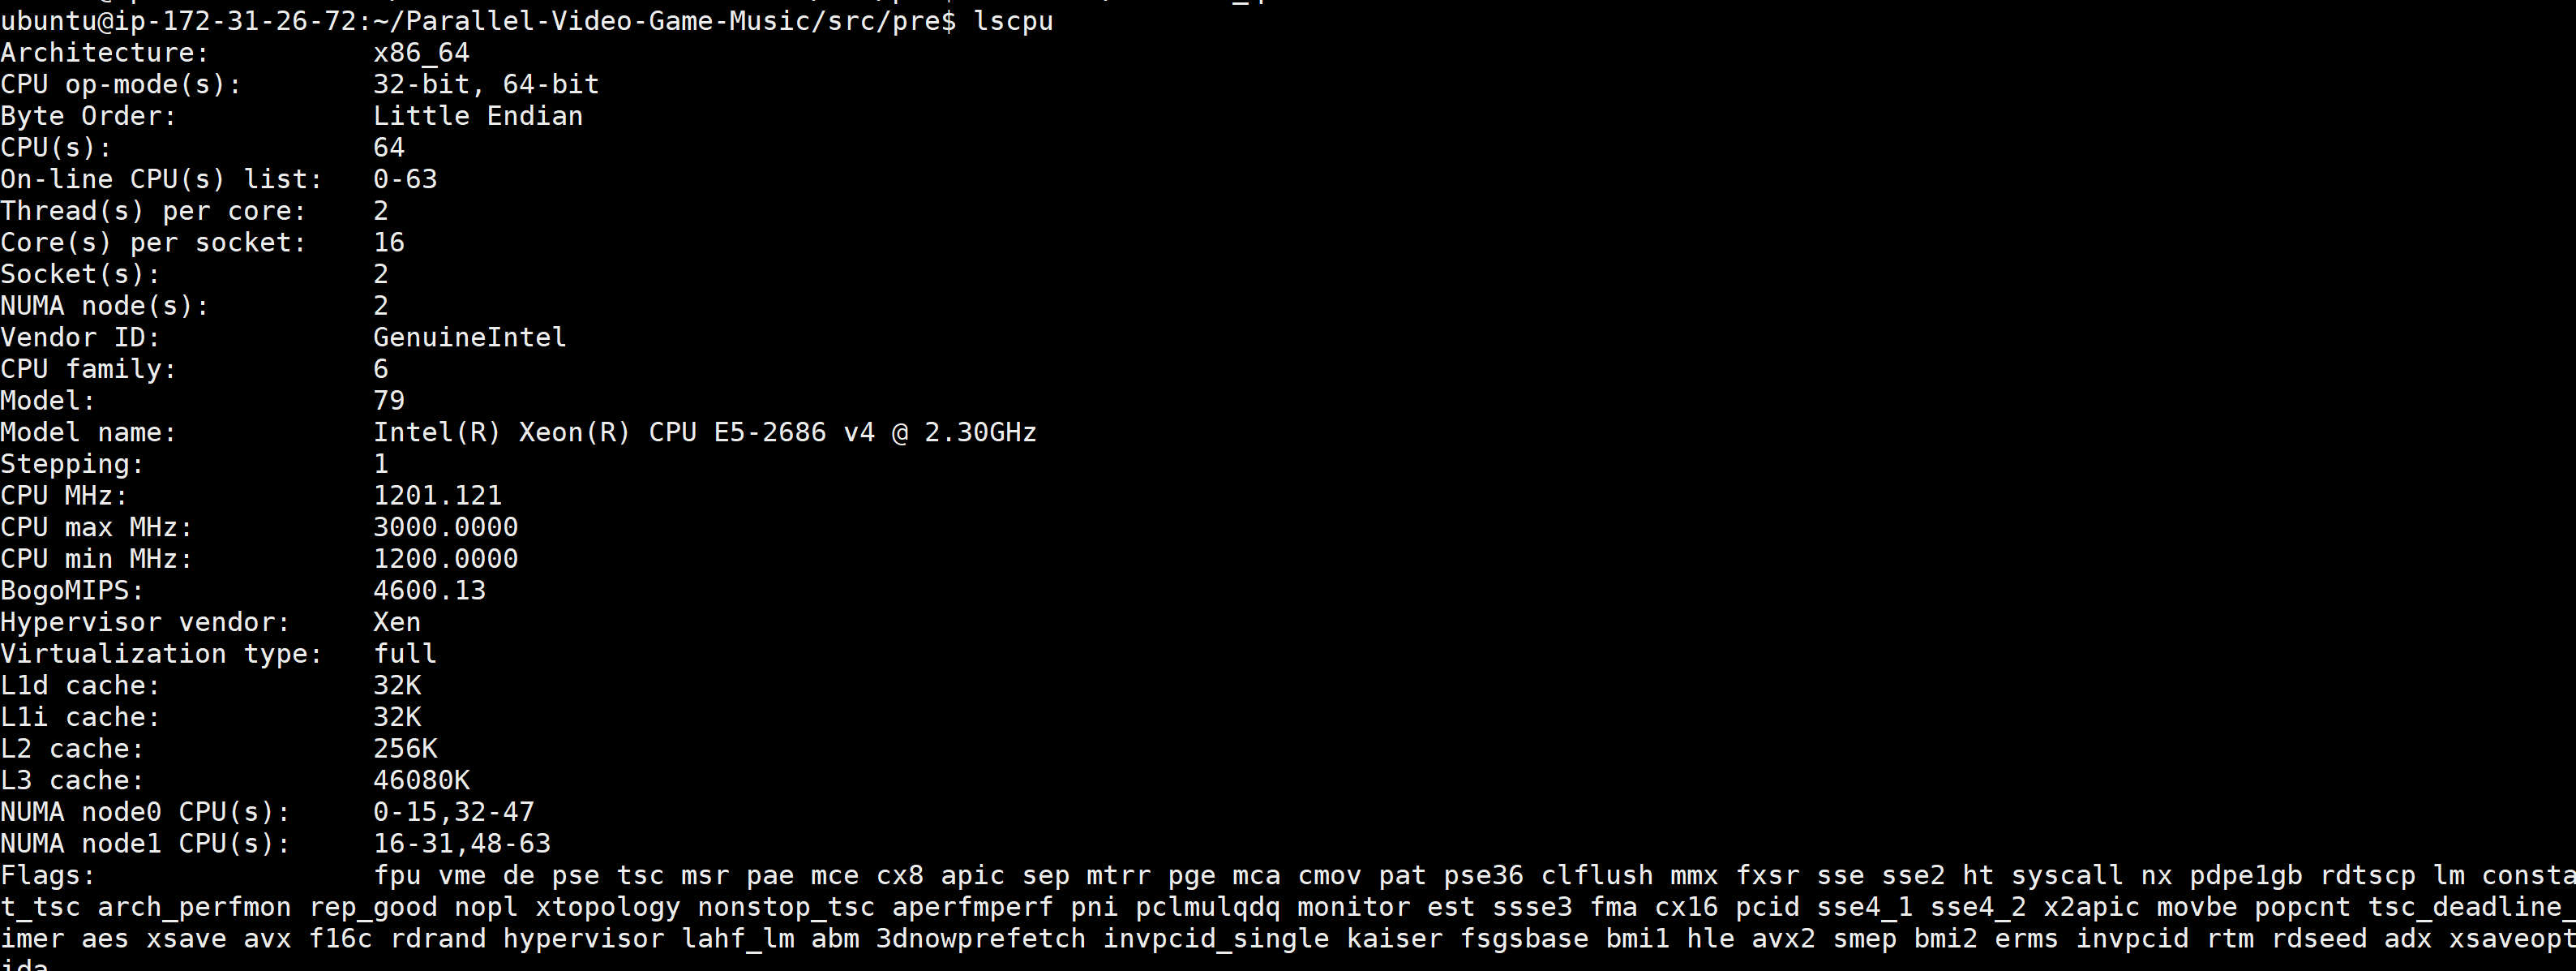 ubuntu@ip-172-31-26-72:~/Parallel-Video-Game-Music/src/pre$ lscpu
Architecture:          x86_64
CPU op-mode(s):        32-bit, 64-bit
Byte Order:            Little Endian
CPU(s):                64
On-line CPU(s) list:   0-63
Thread(s) per core:    2
Core(s) per socket:    16
Socket(s):             2
NUMA node(s):          2
Vendor ID:             GenuineIntel
CPU family:            6
Model:                 79
Model name:            Intel(R) Xeon(R) CPU E5-2686 v4 @ 2.30GHz
Stepping:              1
CPU MHz:               1201.121
CPU max MHz:           3000.0000
CPU min MHz:           1200.0000
BogoMIPS:              4600.13
Hypervisor vendor:     Xen
Virtualization type:   full
L1d cache:             32K
L1i cache:             32K
L2 cache:              256K
L3 cache:              46080K
NUMA node0 CPU(s):     0-15,32-47
NUMA node1 CPU(s):     16-31,48-63
Flags:                 fpu vme de pse tsc msr pae mce cx8 apic sep mtrr pge mca cmov pat pse36 clflush mmx fxsr sse sse2 ht syscall nx pdpe1gb rdtscp lm consta
t_tsc arch_perfmon rep_good nopl xtopology nonstop_tsc aperfmperf pni pclmulqdq monitor est ssse3 fma cx16 pcid sse4_1 sse4_2 x2apic movbe popcnt tsc_deadline_
imer aes xsave avx f16c rdrand hypervisor lahf_lm abm 3dnowprefetch invpcid_single kaiser fsgsbase bmi1 hle avx2 smep bmi2 erms invpcid rtm rdseed adx xsaveopt
ida